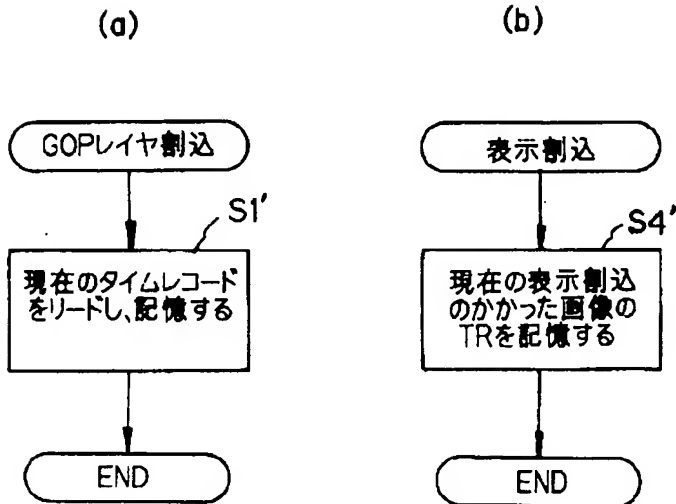 (a)
GOPレイヤ割込
S1'
現在のタイムレコード
をリードし、記憶する
END
(b)
表示割込
S4'
現在の表示割込
のかかった画像の
TRを記憶する
END